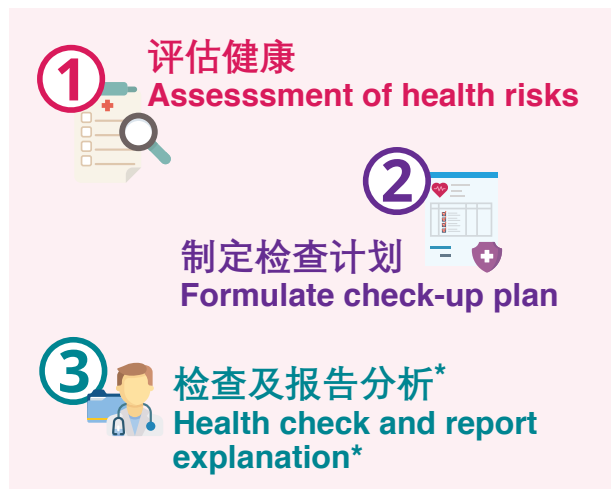 1
评估健康
Assesssment of health risks
2
制定检查计划
Formulate check-up plan
3
检查及报告分析*
Health check and report
explanation*